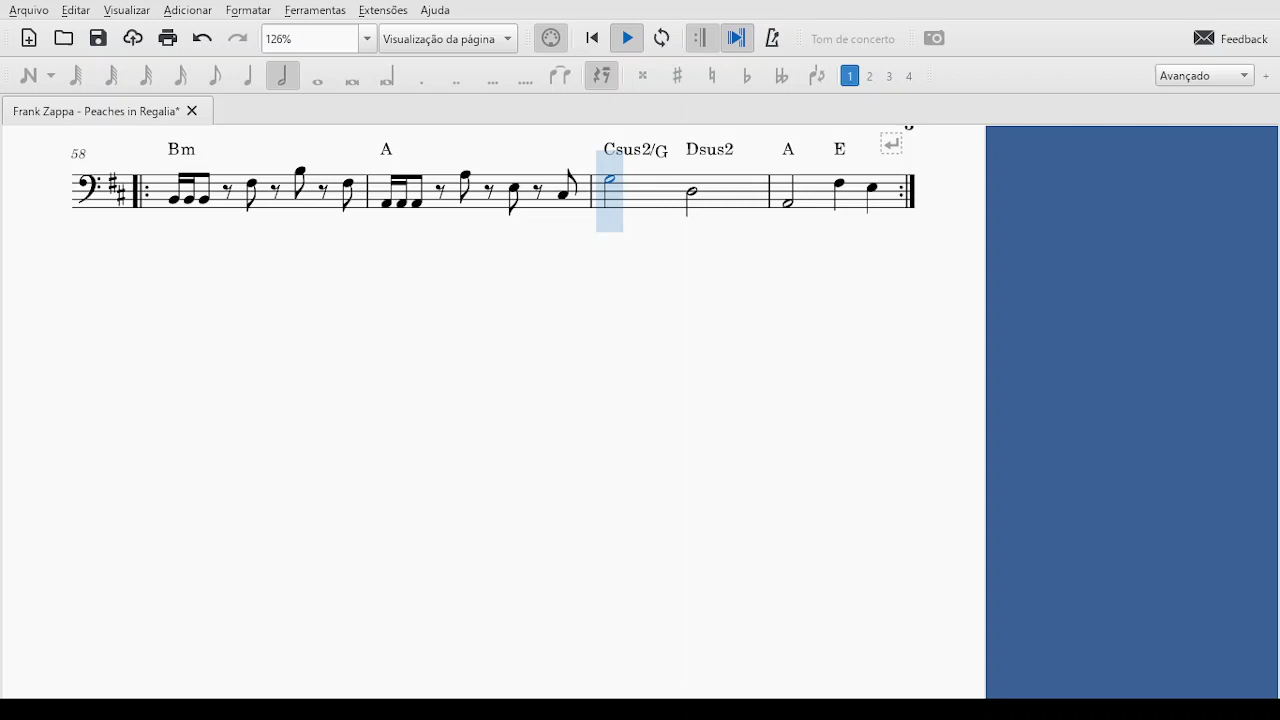 Arquivo Editar Visualizar Adicionar Formatar Ferramentas Extensões Ajuda
126% Visualização da página Tom de concerto Feedback
1 2 3 4 Avançado +
Frank Zappa - Peaches in Regalia*
58 Bm A Csus2/G Dsus2 A E